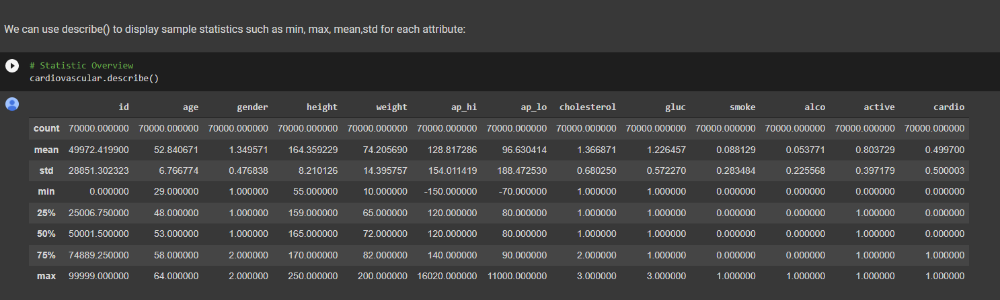 We can use describe() to display sample statistics such as min, max, mean,std for each attribute:
# Statistic Overview
cardiovascular.describe()
id age gender height weight ap_hi ap_lo cholesterol gluc smoke alco active cardio
count 70000.000000 70000.000000 70000.000000 70000.000000 70000.000000 70000.000000 70000.000000 70000.000000 70000.000000 70000.000000 70000.000000 70000.000000 70000.000000
mean 49972.419900 52.840671 1.349571 164.359229 74.205690 128.817286 96.630414 1.366871 1.226457 0.088129 0.053771 0.803729 0.499700
std 28851.302323 6.766774 0.476838 8.210126 14.395757 154.011419 188.472530 0.680250 0.572270 0.283484 0.225568 0.397179 0.500003
min 0.000000 29.000000 1.000000 55.000000 10.000000 -150.000000 -70.000000 1.000000 1.000000 0.000000 0.000000 0.000000 0.000000
25% 25006.750000 48.000000 1.000000 159.000000 65.000000 120.000000 80.000000 1.000000 1.000000 0.000000 0.000000 1.000000 0.000000
50% 50001.500000 53.000000 1.000000 165.000000 72.000000 120.000000 80.000000 1.000000 1.000000 0.000000 0.000000 1.000000 0.000000
75% 74889.250000 58.000000 2.000000 170.000000 82.000000 140.000000 90.000000 2.000000 1.000000 0.000000 0.000000 1.000000 1.000000
max 99999.000000 64.000000 2.000000 250.000000 200.000000 16020.000000 11000.000000 3.000000 3.000000 1.000000 1.000000 1.000000 1.000000